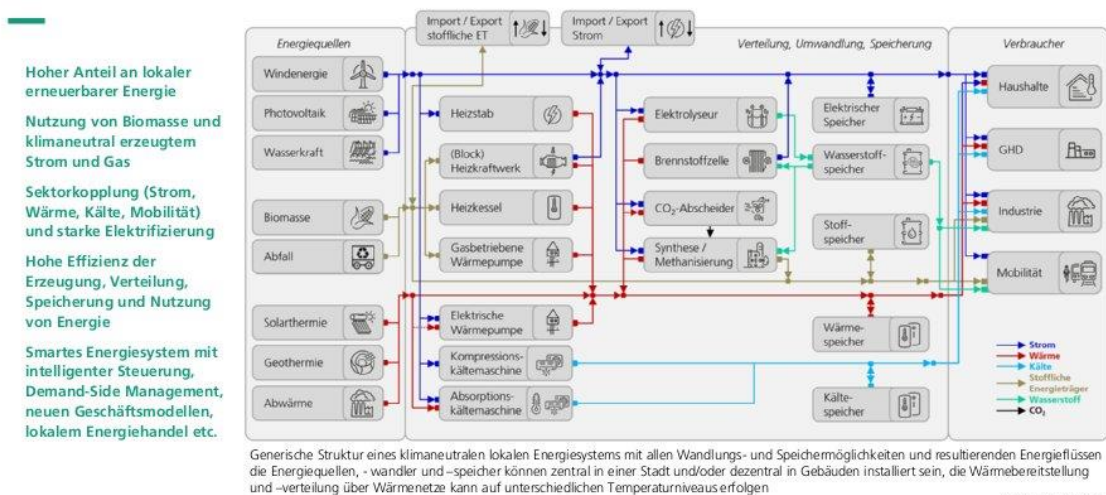 Hoher Anteil an lokaler
erneuerbarer Energie
Nutzung von Biomasse und
klimaneutral erzeugtem
Strom und Gas
Sektorkopplung (Strom,
Wärme, Kälte, Mobilität)
und starke Elektrifizierung
Hohe Effizienz der
Erzeugung, Verteilung,
Speicherung und Nutzung
von Energie
Smartes Energiesystem mit
intelligenter Steuerung,
Demand-Side Management,
neuen Geschäftsmodellen,
lokalem Energiehandel etc.
Import / Export
stoffliche ET
Import / Export
Strom
Energiequellen
Verteilung, Umwandlung, Speicherung
Verbraucher
Windenergie
Photovoltaik
Wasserkraft
Biomasse
Abfall
Solarthermie
Geothermie
Abwärme
Heizstab
(Block)
Heizkraftwerk
Heizkessel
Gasbetriebene
Wärmepumpe
Elektrische
Wärmepumpe
Kompressions-
kältemaschine
Absorptions-
kältemaschine
Elektrolyseur
Brennstoffzelle
CO₂-Abscheider
Synthese /
Methanisierung
Elektrischer
Speicher
Wasserstoff-
speicher
Stoff-
speicher
Wärme-
speicher
Kälte-
speicher
Haushalte
GHD
Industrie
Mobilität
Strom
Wärme
Kälte
Stoffliche
Energieträger
Wasserstoff
CO₂
Generische Struktur eines klimaneutralen lokalen Energiesystems mit allen Wandlungs- und Speichermöglichkeiten und resultierenden Energieflüssen
die Energiequellen, - wandler und –speicher können zentral in einer Stadt und/oder dezentral in Gebäuden installiert sein, die Wärmebereitstellung
und –verteilung über Wärmenetze kann auf unterschiedlichen Temperaturniveaus erfolgen